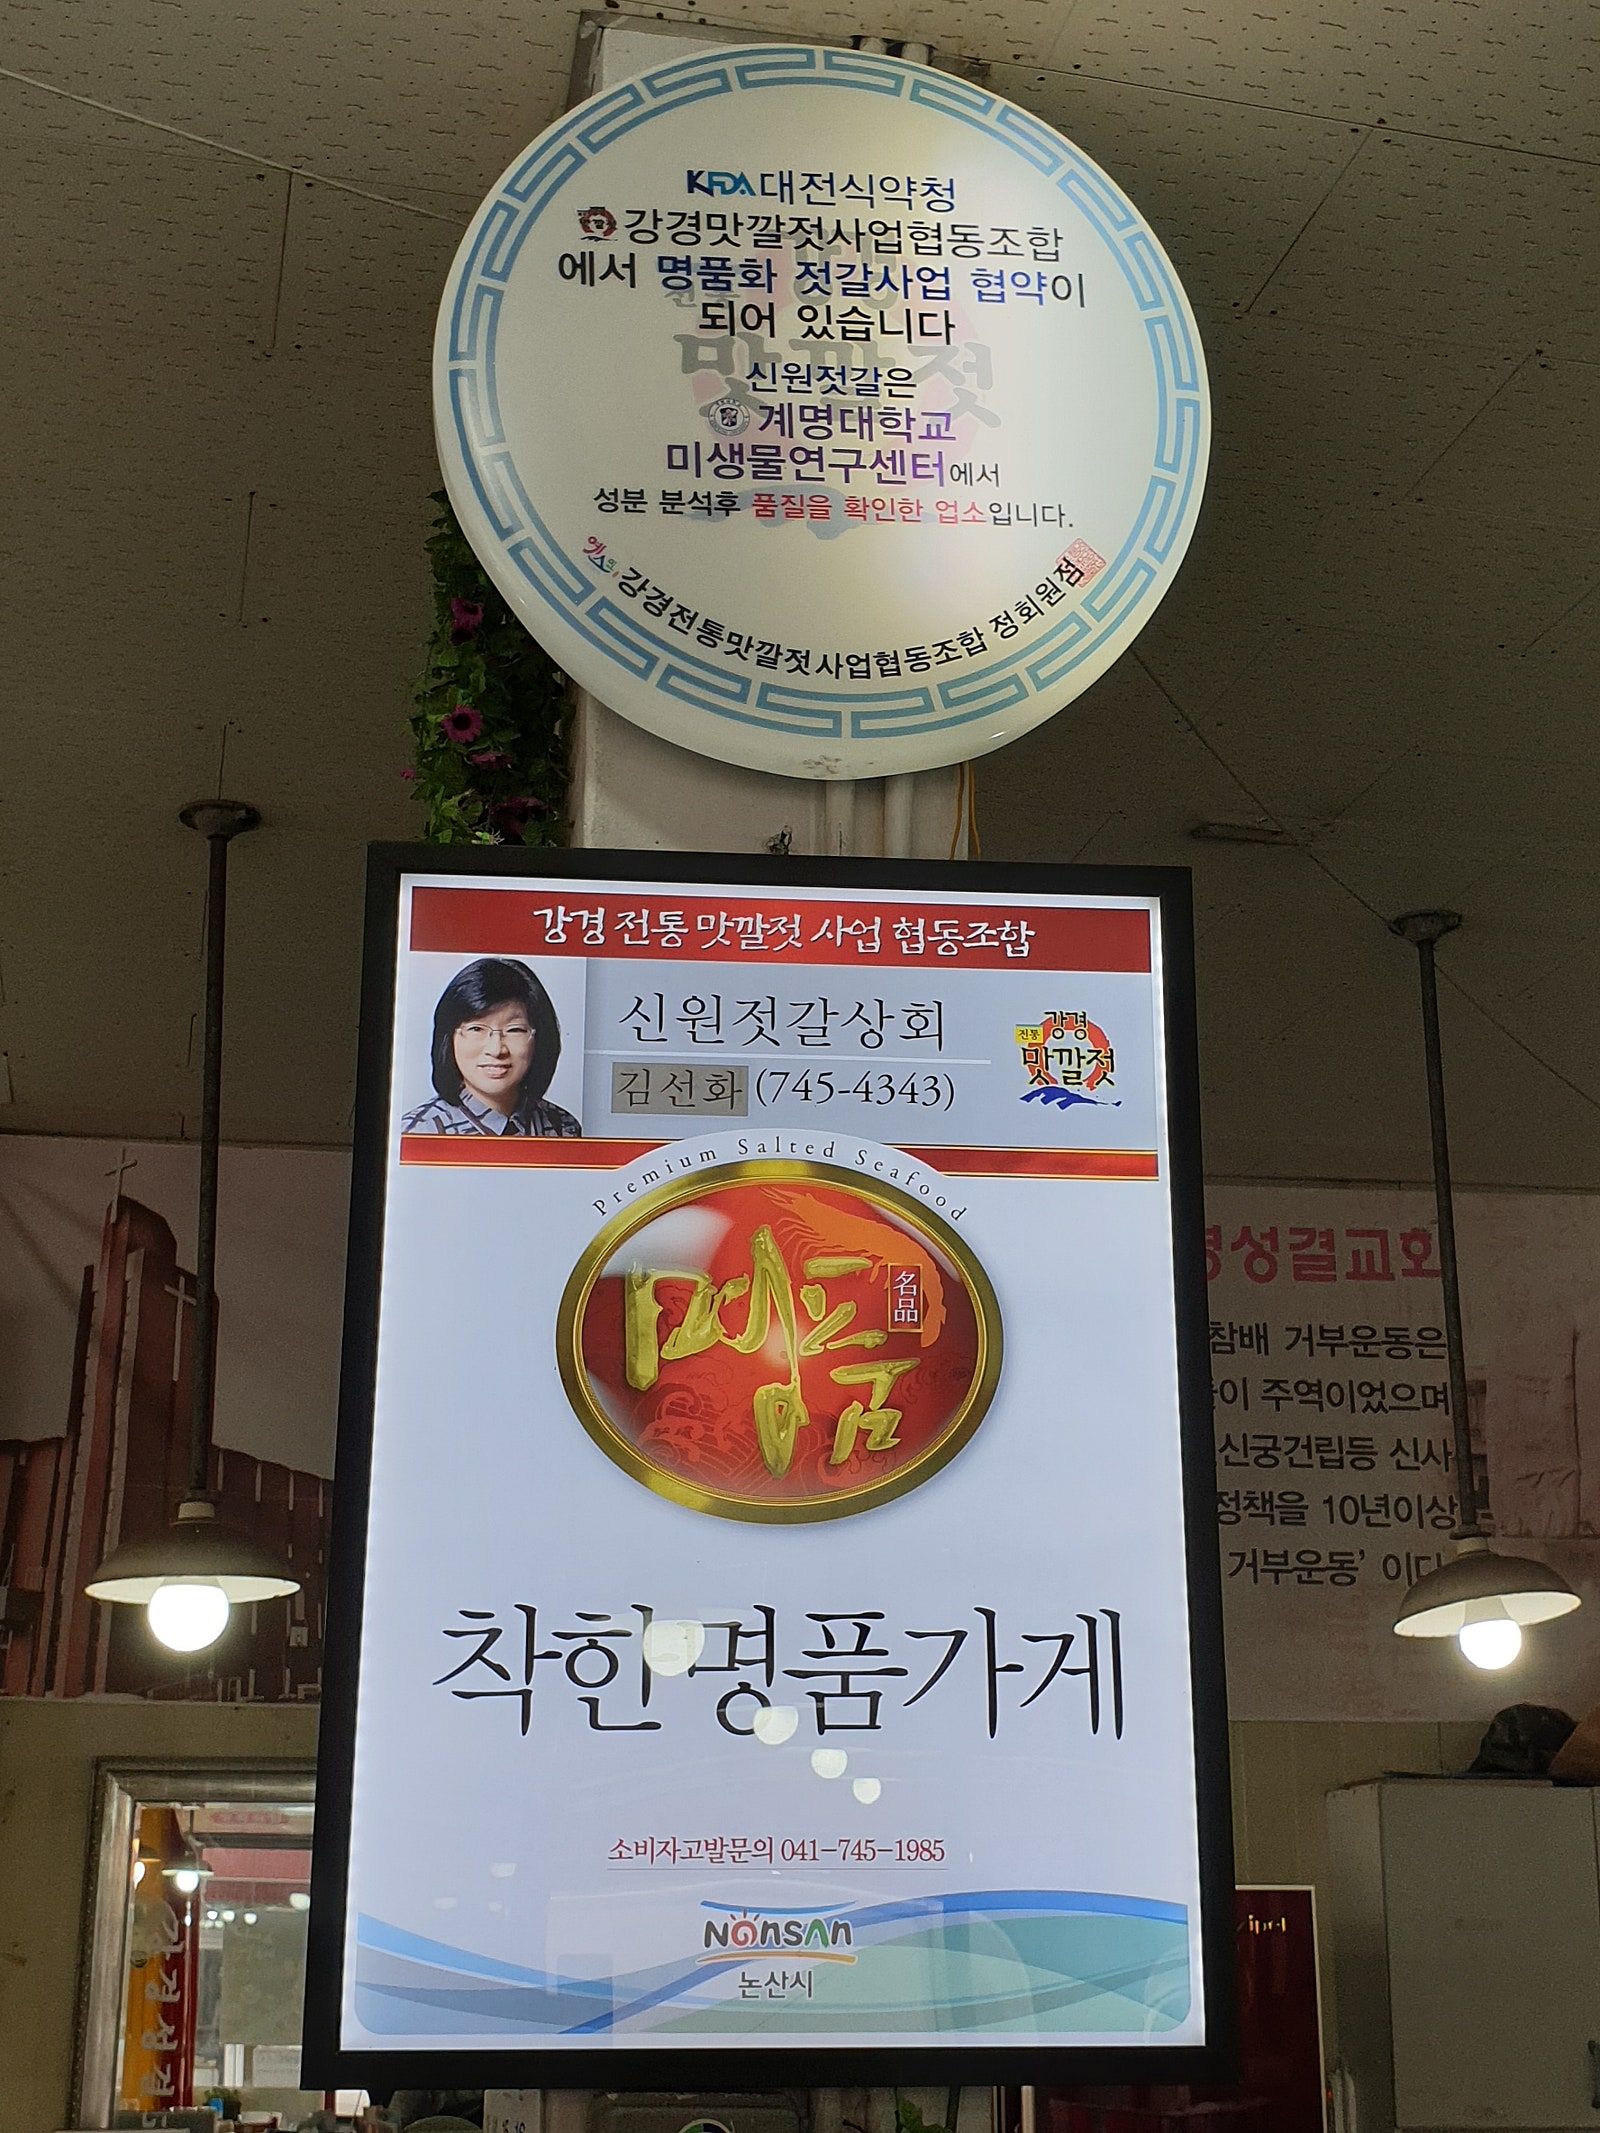 KFDA 대전식약청
강경맛깔젓사업협동조합
에서 명품화 젓갈사업 협약이
되어 있습니다
신원젓갈은
계명대학교
미생물연구센터에서
성분 분석후 품질을 확인한 업소입니다.
강경전통맛깔젓사업협동조합 정회원점
강경 전통 맛깔젓 사업 협동조합
신원젓갈상회
김선화 (745-4343)
전통 강경
맛깔젓
Premium Salted Seafood
명품
名品
착한명품가게
소비자고발문의 041-745-1985
NonSan
논산시
성결교회
참배 거부운동은
이 주역이었으며
신궁건립등 신사
정책을 10년이상
거부운동' 이다